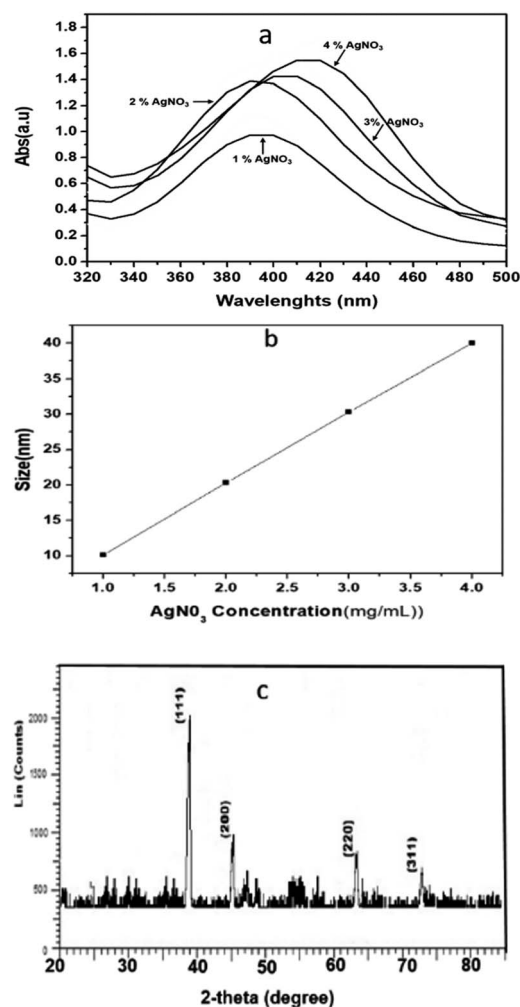 a
1.8
1.6
1.4
1.2
1.0
0.8
0.6
0.4
0.2
0.0
Abs(a.u)
4 % AgNO3
2 % AgNO3
3% AgNO3
1 % AgNO3
320 340 360 380 400 420 440 460 480 500
Wavelenghts (nm)
b
40
35
30
25
20
15
10
Size(nm)
1.0 1.5 2.0 2.5 3.0 3.5 4.0
AgN03 Concentration(mg/mL))
c
2000
1500
1000
500
0
Lin (Counts)
(111)
(200)
(220)
(311)
20 30 40 50 60 70 80
2-theta (degree)